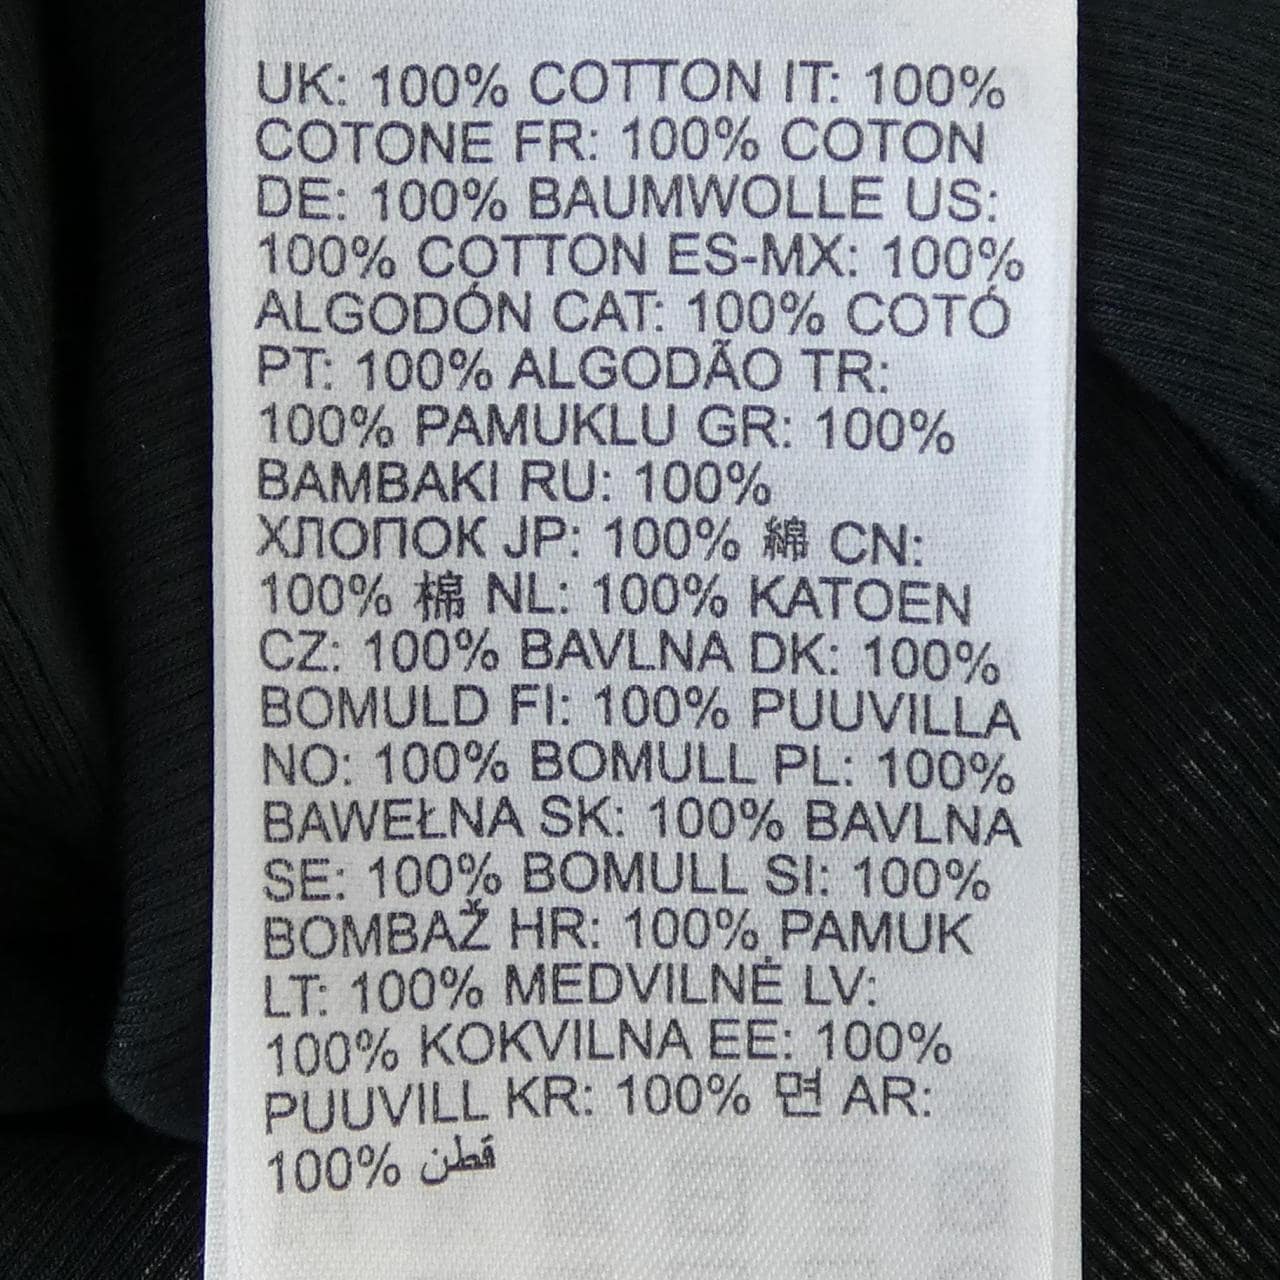 UK: 100% COTTON IT: 100%
COTONE FR: 100% COTON
DE: 100% BAUMWOLLE US:
100% COTTON ES-MX: 100%
ALGODÓN CAT: 100% COTÓ
PT: 100% ALGODÃO TR:
100% PAMUKLU GR: 100%
BAMBAKI RU: 100%
ХЛОПОК JP: 100% 綿 CN:
100% 棉 NL: 100% KATOEN
CZ: 100% BAVLNA DK: 100%
BOMULD FI: 100% PUUVILLA
NO: 100% BOMULL PL: 100%
BAWEŁNA SK: 100% BAVLNA
SE: 100% BOMULL SI: 100%
BOMBAŽ HR: 100% PAMUK
LT: 100% MEDVILNĖ LV:
100% KOKVILNA EE: 100%
PUUVILL KR: 100% 면 AR:
100% قطن